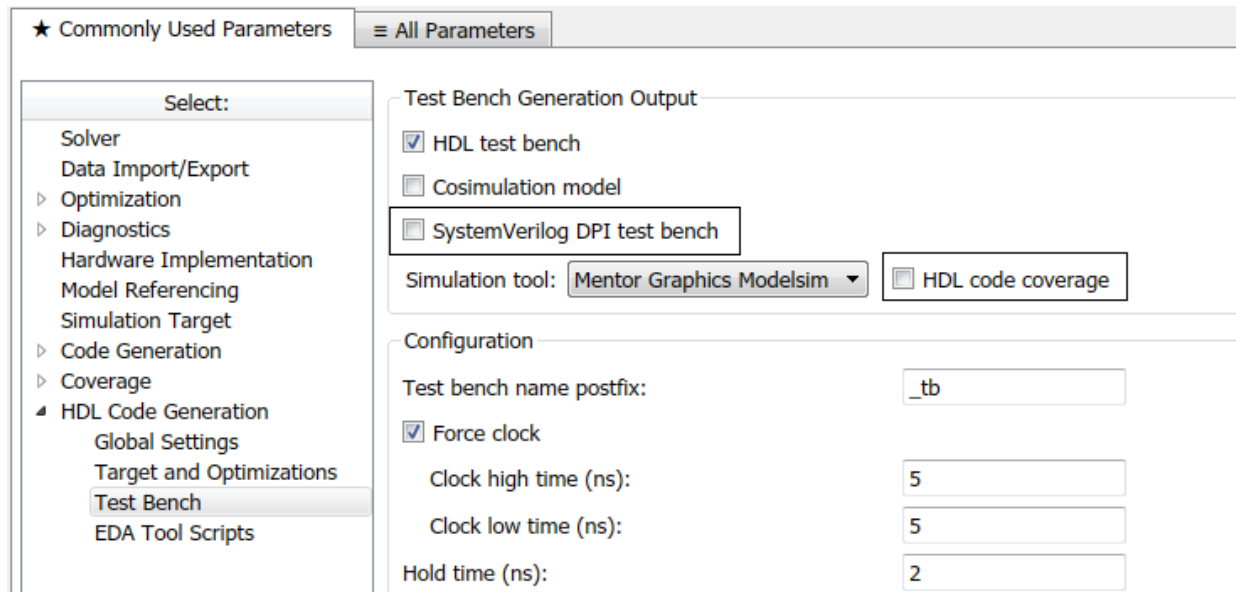 ★ Commonly Used Parameters
≡ All Parameters
Select:
Solver
Data Import/Export
Optimization
Diagnostics
Hardware Implementation
Model Referencing
Simulation Target
Code Generation
Coverage
HDL Code Generation
Global Settings
Target and Optimizations
Test Bench
EDA Tool Scripts
Test Bench Generation Output
HDL test bench
Cosimulation model
SystemVerilog DPI test bench
Simulation tool: Mentor Graphics Modelsim HDL code coverage
Configuration
Test bench name postfix: _tb
Force clock
Clock high time (ns): 5
Clock low time (ns): 5
Hold time (ns): 2